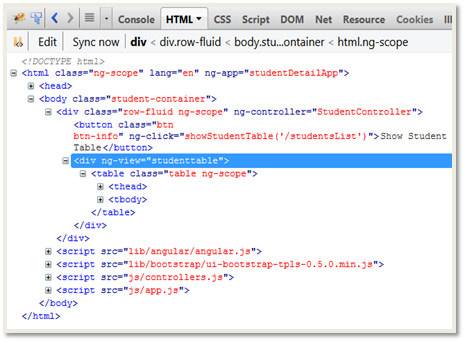 Console HTML CSS Script DOM Net Resource Cookies
Edit Sync now div < div.row-fluid < body.stu...ontainer < html.ng-scope
<!DOCTYPE html>
<html class="ng-scope" lang="en" ng-app="studentDetailApp">
<head>
<body class="student-container">
<div class="row-fluid ng-scope" ng-controller="StudentController">
<button class="btn
btn-info" ng-click="showStudentTable('/studentsList')">Show Student
Table</button>
<div ng-view="studenttable">
<table class="table ng-scope">
<thead>
<tbody>
</table>
</div>
</div>
<script src="lib/angular/angular.js">
<script src="lib/bootstrap/ui-bootstrap-tpls-0.5.0.min.js">
<script src="js/controllers.js">
<script src="js/app.js">
</body>
</html>